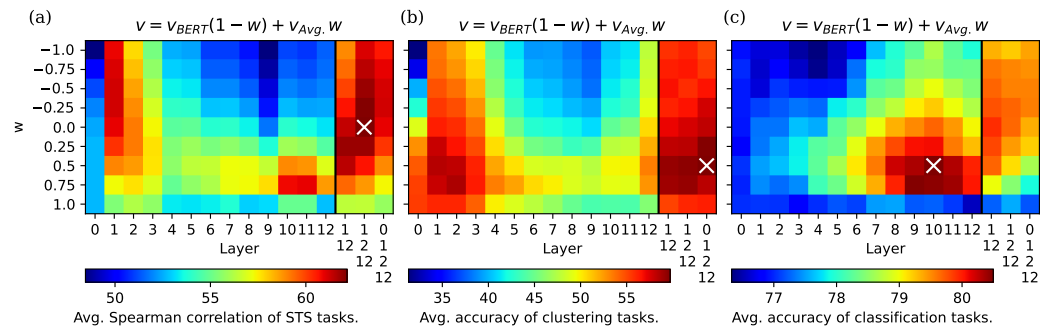 (a) v = v_BERT(1 − w) + v_Avg. w
(b) v = v_BERT(1 − w) + v_Avg. w
(c) v = v_BERT(1 − w) + v_Avg. w
w
−1.0
−0.75
−0.5
−0.25
0.0
0.25
0.5
0.75
1.0
0 1 2 3 4 5 6 7 8 9 10 11 12 1 1 0
12 2 1
12 2
12
Layer
0 1 2 3 4 5 6 7 8 9 10 11 12 1 1 0
12 2 1
12 2
12
Layer
0 1 2 3 4 5 6 7 8 9 10 11 12 1 1 0
12 2 1
12 2
12
Layer
50 55 60
Avg. Spearman correlation of STS tasks.
35 40 45 50 55
Avg. accuracy of clustering tasks.
77 78 79 80
Avg. accuracy of classification tasks.